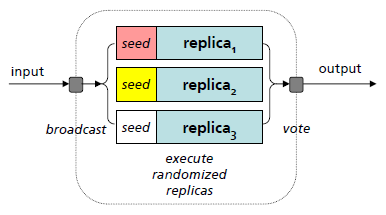 seed replica1
input
output
seed replica2
broadcast
seed replica3
vote
execute
randomized
replicas